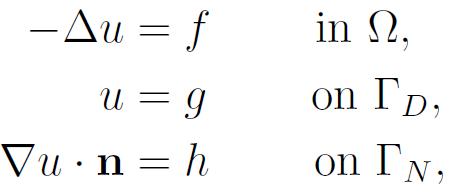 −Δu = f in Ω,
u = g on Γ_D,
∇u · n = h on Γ_N,